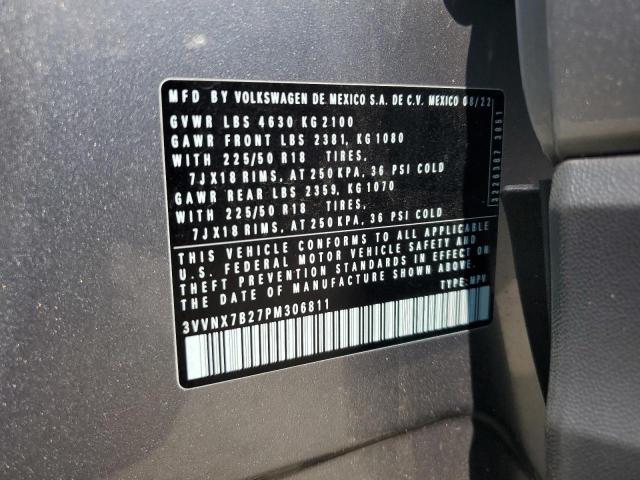 MFD BY VOLKSWAGEN DE MEXICO S.A. DE C.V. MEXICO 08/22
GVWR LBS 4630 KG 2100
GAWR FRONT LBS 2381, KG 1080
WITH 225/50 R18 TIRES,
7JX18 RIMS, AT 250 KPA, 36 PSI COLD
GAWR REAR LBS 2359, KG 1070
WITH 225/50 R18 TIRES,
7JX18 RIMS, AT 250 KPA, 36 PSI COLD
THIS VEHICLE CONFORMS TO ALL APPLICABLE
U.S. FEDERAL MOTOR VEHICLE SAFETY AND
THEFT PREVENTION STANDARDS IN EFFECT ON
THE DATE OF MANUFACTURE SHOWN ABOVE.
TYPE: MPV
3VVNX7B27PM306811
3226387 3851